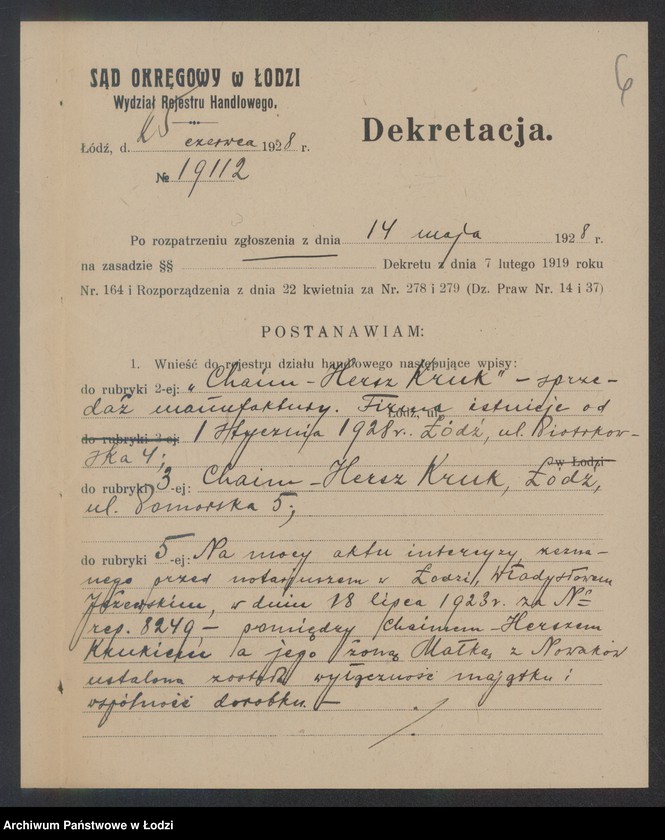 6
SĄD OKRĘGOWY w ŁODZI
Wydział Rejestru Handlowego.
Dekretacja.
Łódź, d. 25 czerwca 1928 r.
№ 19112
Po rozpatrzeniu zgłoszenia z dnia 14 maja 1928 r.
na zasadzie §§ Dekretu z dnia 7 lutego 1919 roku
Nr. 164 i Rozporządzenia z dnia 22 kwietnia za Nr. 278 i 279 (Dz. Praw Nr. 14 i 37)
POSTANAWIAM:
1. Wnieść do rejestru działu handlowego następujące wpisy:
do rubryki 2-ej: „Chaim-Hersz Kruk" – sprze-
daż manufaktury. Firma istnieje od
Łódź, ul.
do rubryki 3-ej 1 stycznia 1928 r. Łódź, ul. Piotrkow-
ska 4;
w Łodzi
do rubryki 3-ej: Chaim-Hersz Kruk, Łódź,
ul. Pomorska 5;
do rubryki 5-ej: Na mocy aktu intercyzy, zezna-
nego przed notarjuszem w Łodzi, Władysławem
w dniu 18 lipca 1923 r. za №
rep. 8249 – pomiędzy Chaimem-Herszem
Krukiem a jego żoną Małką z Nowaków
ustalona została wyłączność majątku i
wspólność dorobku. –
Archiwum Państwowe w Łodzi